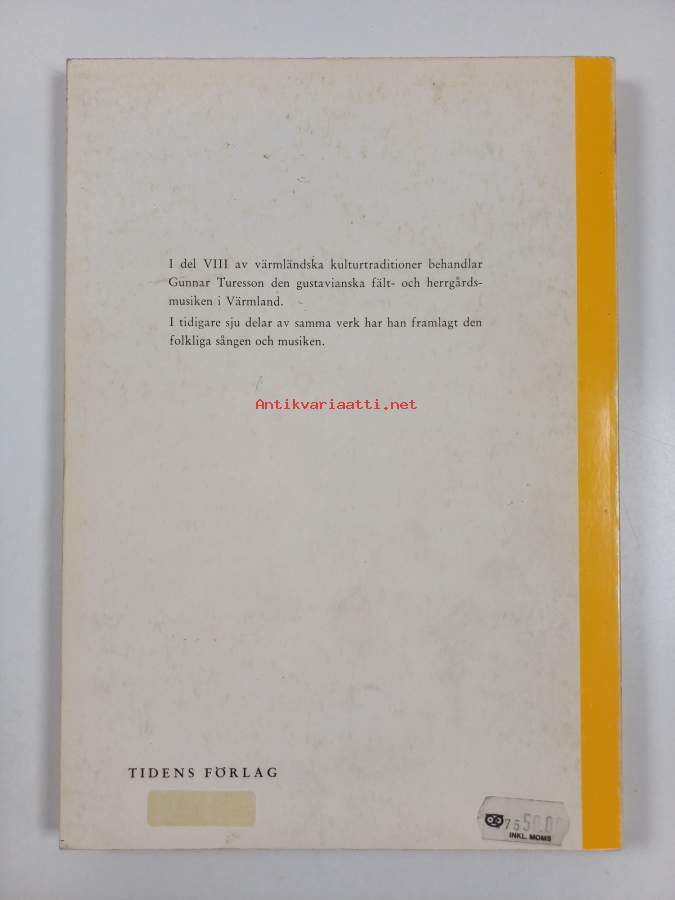 I del VIII av värmländska kulturtraditioner behandlar
Gunnar Turesson den gustavianska fält- och herrgårds-
musiken i Värmland.
I tidigare sju delar av samma verk har han framlagt den
folkliga sången och musiken.
Antikvariaatti.net
TIDENS FÖRLAG
INKL. MOMS